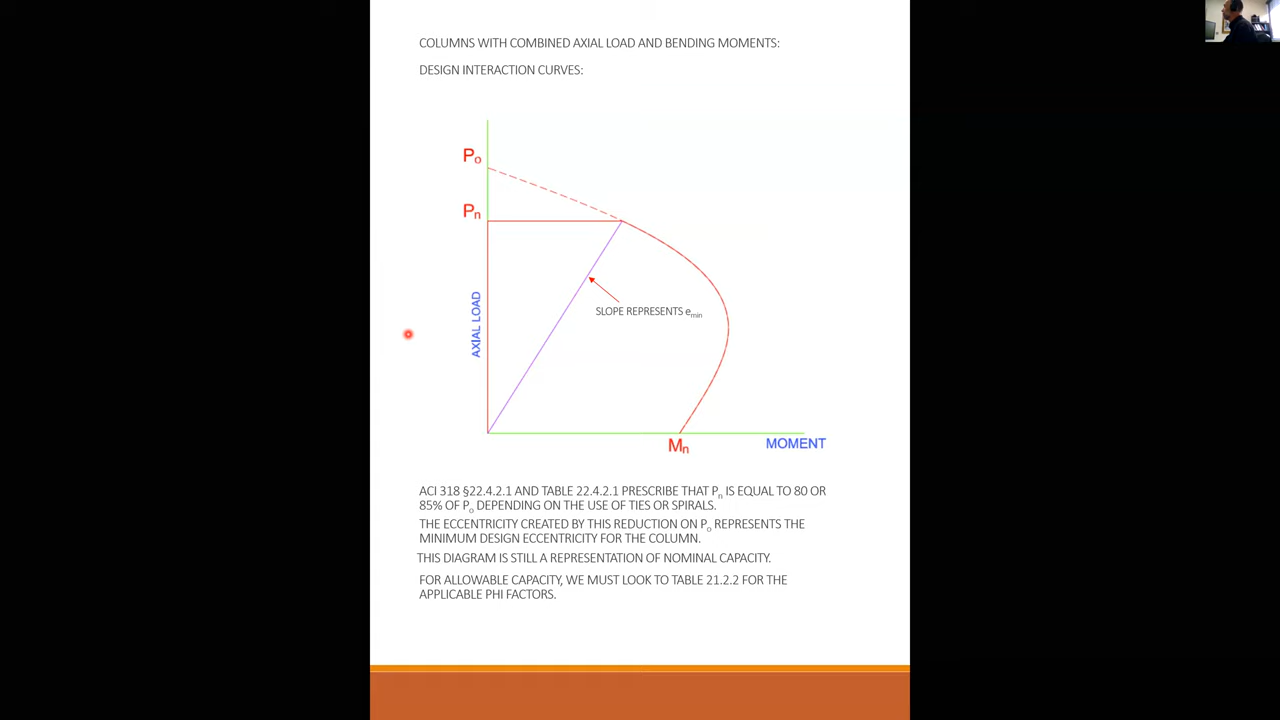 COLUMNS WITH COMBINED AXIAL LOAD AND BENDING MOMENTS:
DESIGN INTERACTION CURVES:
Po
Pn
AXIAL LOAD
SLOPE REPRESENTS emin
Mn
MOMENT
ACI 318 §22.4.2.1 AND TABLE 22.4.2.1 PRESCRIBE THAT Pn IS EQUAL TO 80 OR
85% OF Po DEPENDING ON THE USE OF TIES OR SPIRALS.
THE ECCENTRICITY CREATED BY THIS REDUCTION ON Po REPRESENTS THE
MINIMUM DESIGN ECCENTRICITY FOR THE COLUMN.
THIS DIAGRAM IS STILL A REPRESENTATION OF NOMINAL CAPACITY.
FOR ALLOWABLE CAPACITY, WE MUST LOOK TO TABLE 21.2.2 FOR THE
APPLICABLE PHI FACTORS.